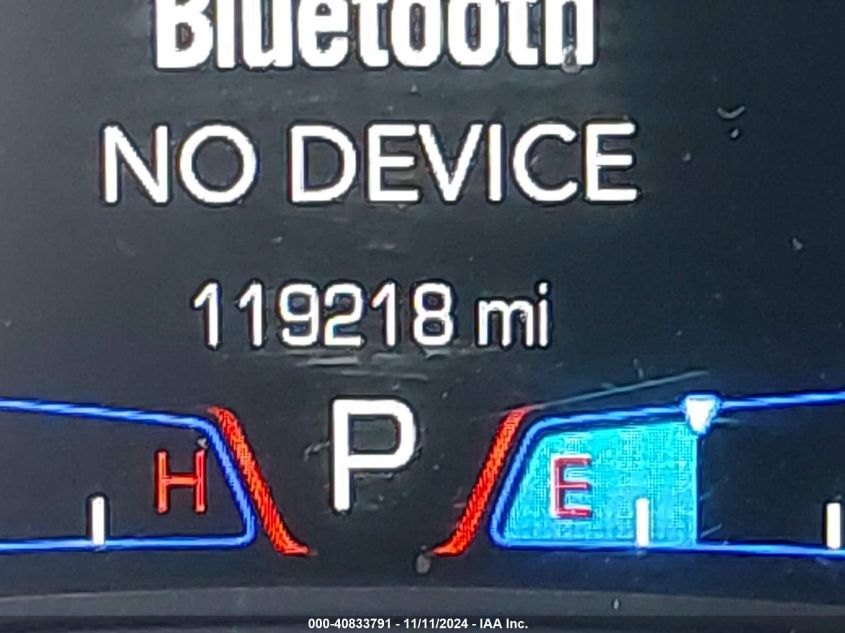 Bluetooth
NO DEVICE
119218 mi
P
H
E
000-40833791 - 11/11/2024 - IAA Inc.